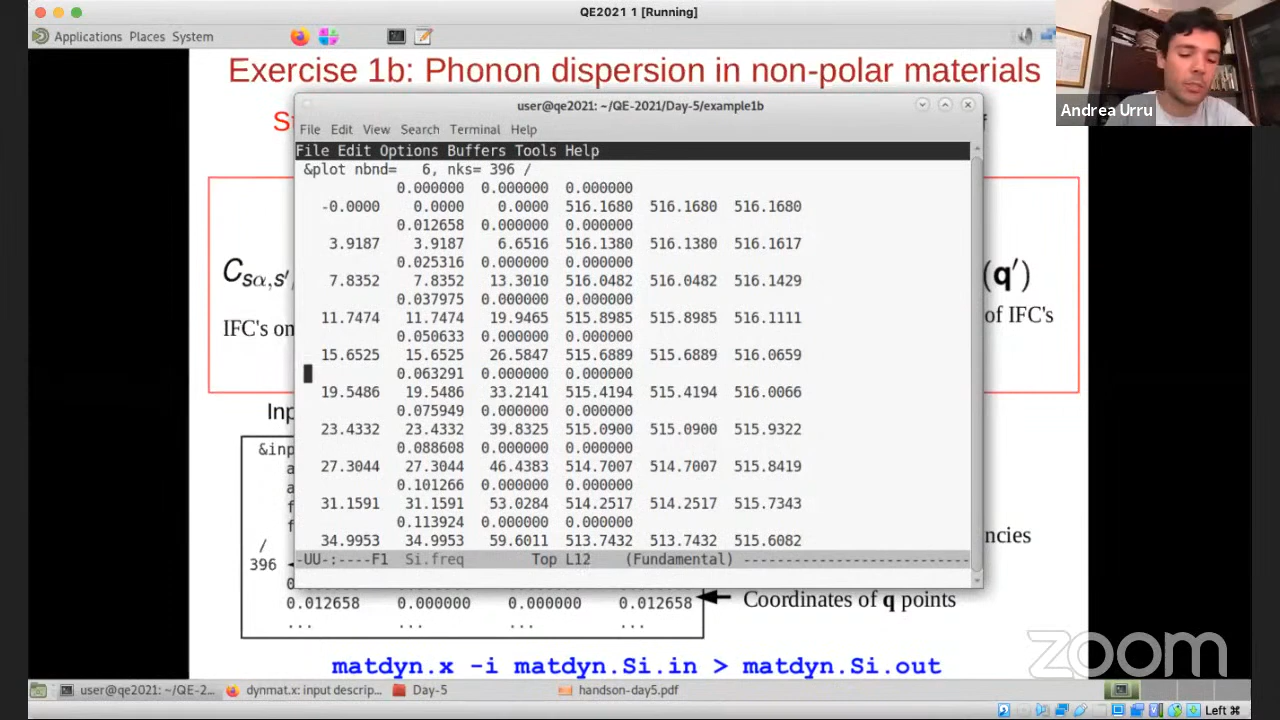 QE2021 1 [Running]
Applications Places System
Exercise 1b: Phonon dispersion in non-polar materials
Andrea Urru
user@qe2021: ~/QE-2021/Day-5/example1b
File Edit View Search Terminal Help
File Edit Options Buffers Tools Help
&plot nbnd=   6, nks= 396 /
0.000000 0.000000 0.000000
-0.0000 0.0000 0.0000 516.1680 516.1680 516.1680
0.012658 0.000000 0.000000
3.9187 3.9187 6.6516 516.1380 516.1380 516.1617
0.025316 0.000000 0.000000
7.8352 7.8352 13.3010 516.0482 516.0482 516.1429
0.037975 0.000000 0.000000
11.7474 11.7474 19.9465 515.8985 515.8985 516.1111
0.050633 0.000000 0.000000
15.6525 15.6525 26.5847 515.6889 515.6889 516.0659
0.063291 0.000000 0.000000
19.5486 19.5486 33.2141 515.4194 515.4194 516.0066
0.075949 0.000000 0.000000
23.4332 23.4332 39.8325 515.0900 515.0900 515.9322
0.088608 0.000000 0.000000
27.3044 27.3044 46.4383 514.7007 514.7007 515.8419
0.101266 0.000000 0.000000
31.1591 31.1591 53.0284 514.2517 514.2517 515.7343
0.113924 0.000000 0.000000
34.9953 34.9953 59.6011 513.7432 513.7432 515.6082
-UU-:----F1 Si.freq Top L12 (Fundamental) ----------------------------
(q′)
IFC's on
of IFC's
Inp
&inp
a
a
f
f
/
396
ncies
0.012658 0.000000 0.000000 0.012658
Coordinates of q points
... ... ... ...
matdyn.x -i matdyn.Si.in > matdyn.Si.out
zoom
user@qe2021: ~/QE-2... dynmat.x: input descrip... Day-5 handson-day5.pdf
Left ⌘